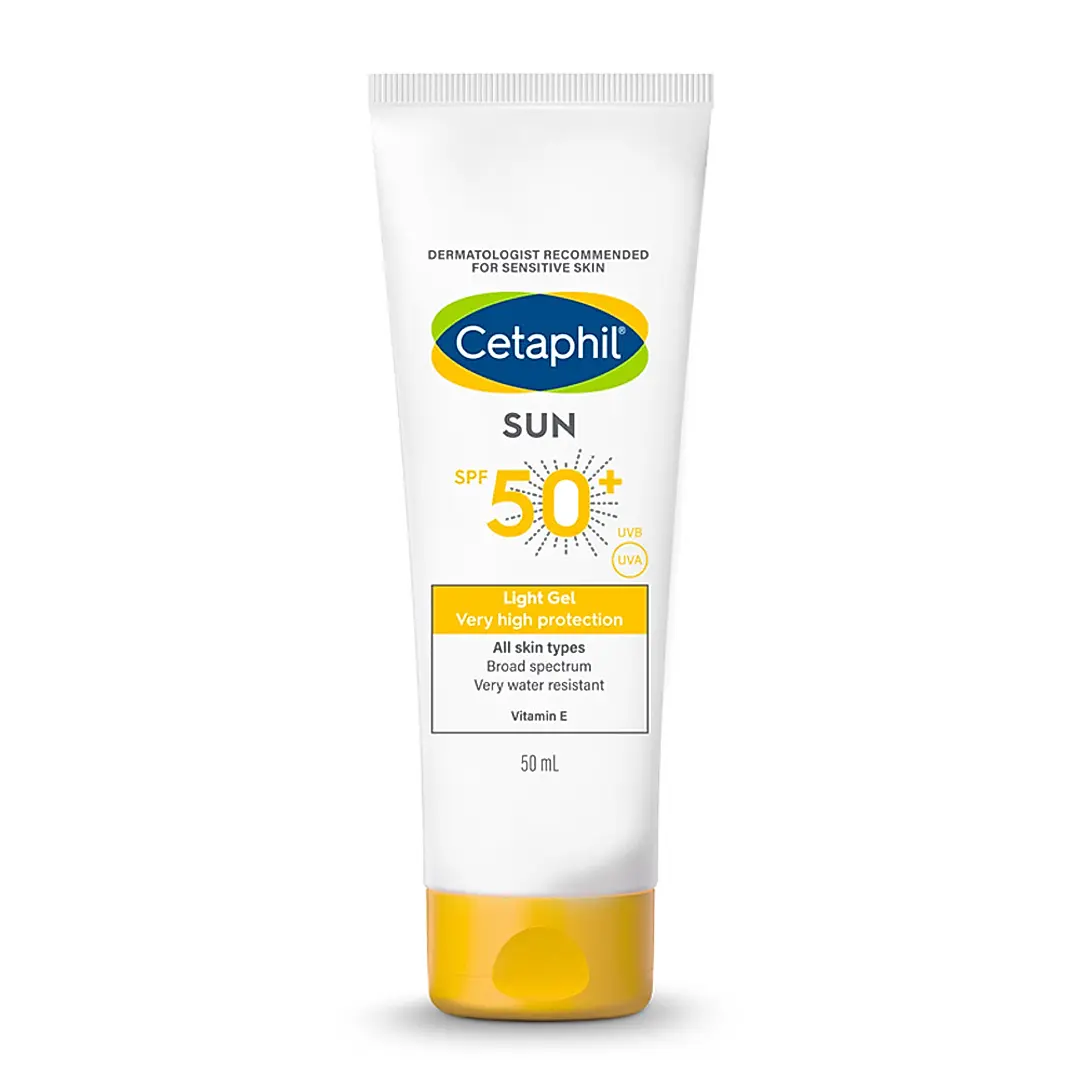 DERMATOLOGIST RECOMMENDED
FOR SENSITIVE SKIN
Cetaphil®
SUN
SPF 50+
UVB
UVA
Light Gel
Very high protection
All skin types
Broad spectrum
Very water resistant
Vitamin E
50 mL